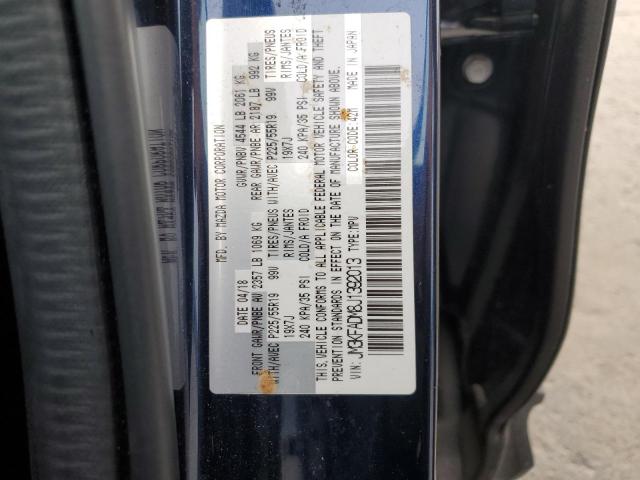 MFD. BY MAZDA MOTOR CORPORATION
DATE 04/18 GVWR/PNBV 4544 LB 2061 KG
FRONT GAWR/PNBE AV 2357 LB 1069 KG REAR GAWR/PNBE AR 2187 LB 992 KG
WITH/AVEC P225/55R19 99V TIRES/PNEUS WITH/AVEC P225/55R19 99V TIRES/PNEUS
19X7J RIMS/JANTES 19X7J RIMS/JANTES
240 KPA/35 PSI COLD/A FROID 240 KPA/35 PSI COLD/A FROID
THIS VEHICLE CONFORMS TO ALL APPLICABLE FEDERAL MOTOR VEHICLE SAFETY AND THEFT
PREVENTION STANDARDS IN EFFECT ON THE DATE OF MANUFACTURE SHOWN ABOVE.
VIN: JM3KFADM8J1392013 TYPE: MPV COLOR-CODE: 42M MADE IN JAPAN